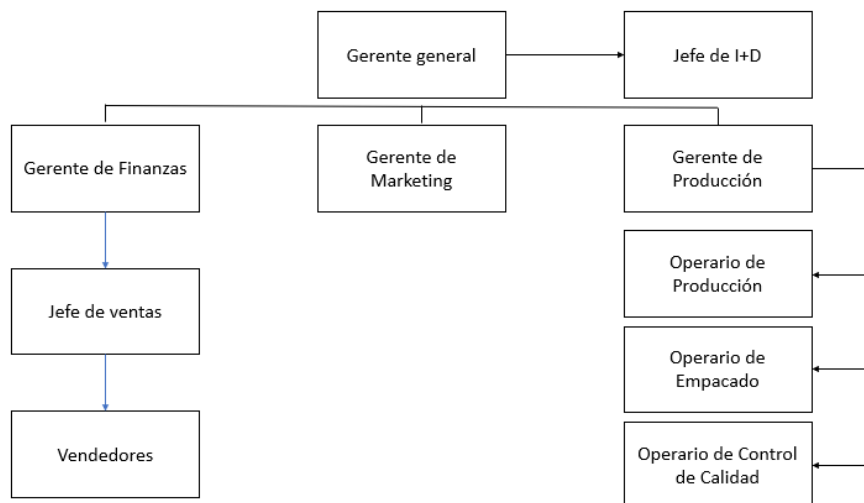 Gerente general
Jefe de I+D
Gerente de Finanzas
Gerente de
Marketing
Gerente de
Producción
Jefe de ventas
Operario de
Producción
Operario de
Empacado
Vendedores
Operario de Control
de Calidad